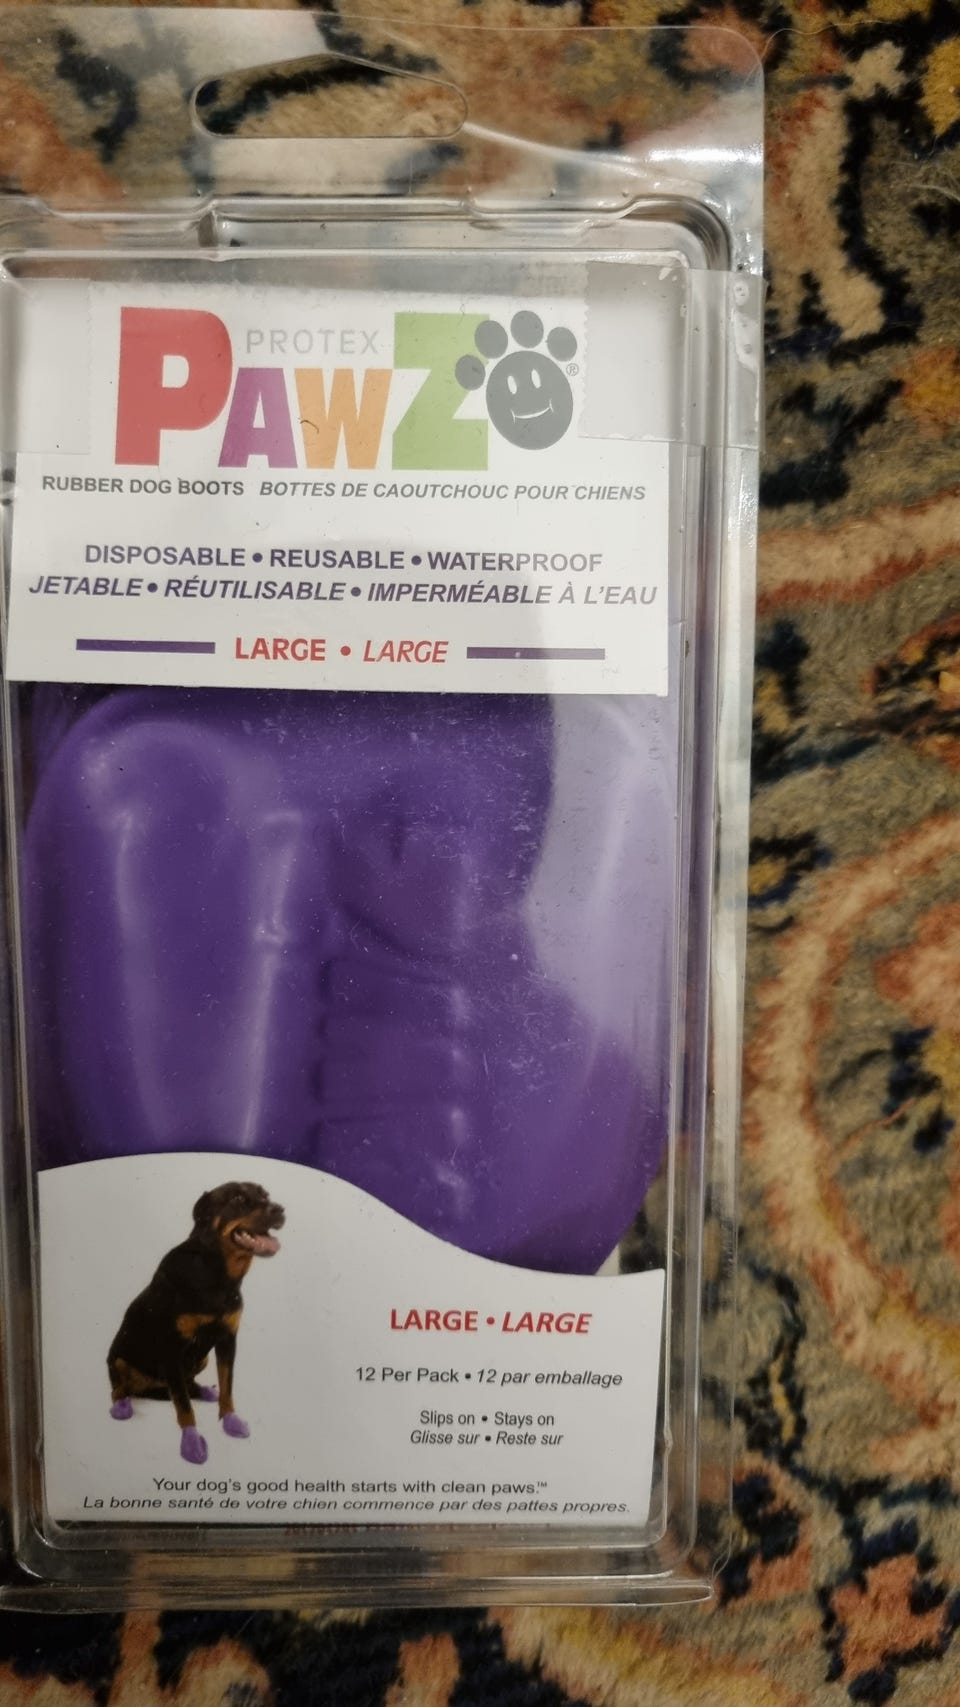 PROTEX
PAWZ®
RUBBER DOG BOOTS BOTTES DE CAOUTCHOUC POUR CHIENS
DISPOSABLE • REUSABLE • WATERPROOF
JETABLE • RÉUTILISABLE • IMPERMÉABLE À L'EAU
LARGE • LARGE
LARGE • LARGE
12 Per Pack • 12 par emballage
Slips on • Stays on
Glisse sur • Reste sur
Your dog's good health starts with clean paws.™
La bonne santé de votre chien commence par des pattes propres.